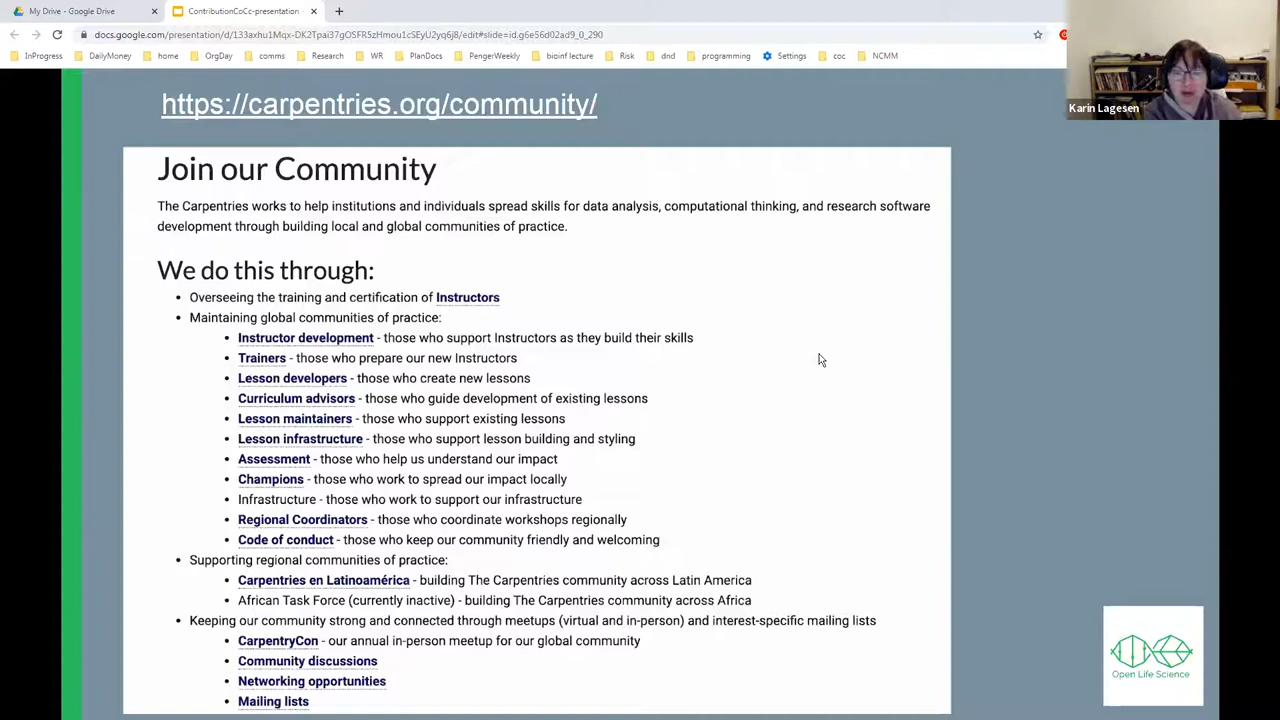 My Drive - Google Drive
ContributionCoCc-presentation
docs.google.com/presentation/d/133axhu1Mqx-DK2Tpai37gOSFR5zHmou1cSEyU2yq6j8/edit#slide=id.g6e56d02ad9_0_290
InProgress DailyMoney home OrgDay comms Research WR PlanDocs PengerWeekly bioinf lecture Risk dnd programming Settings coc NCMM
Karin Lagesen
https://carpentries.org/community/
Join our Community
The Carpentries works to help institutions and individuals spread skills for data analysis, computational thinking, and research software
development through building local and global communities of practice.
We do this through:
• Overseeing the training and certification of Instructors
• Maintaining global communities of practice:
• Instructor development - those who support Instructors as they build their skills
• Trainers - those who prepare our new Instructors
• Lesson developers - those who create new lessons
• Curriculum advisors - those who guide development of existing lessons
• Lesson maintainers - those who support existing lessons
• Lesson infrastructure - those who support lesson building and styling
• Assessment - those who help us understand our impact
• Champions - those who work to spread our impact locally
• Infrastructure - those who work to support our infrastructure
• Regional Coordinators - those who coordinate workshops regionally
• Code of conduct - those who keep our community friendly and welcoming
• Supporting regional communities of practice:
• Carpentries en Latinoamérica - building The Carpentries community across Latin America
• African Task Force (currently inactive) - building The Carpentries community across Africa
• Keeping our community strong and connected through meetups (virtual and in-person) and interest-specific mailing lists
• CarpentryCon - our annual in-person meetup for our global community
• Community discussions
• Networking opportunities
• Mailing lists
Open Life Science